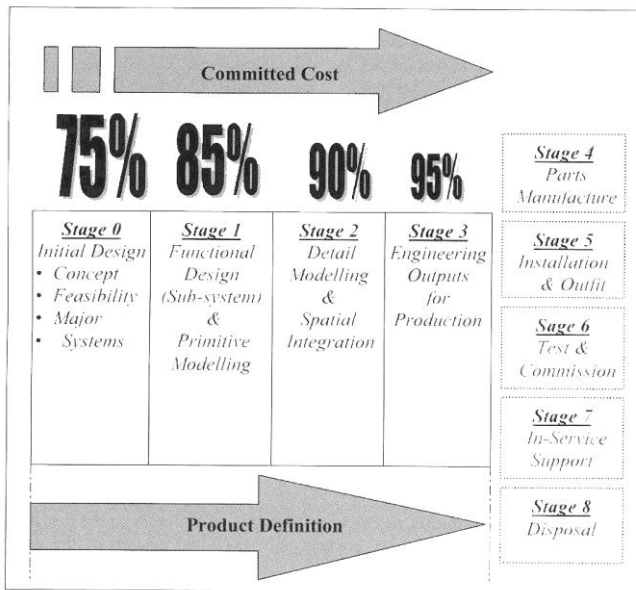 Committed Cost
75%
85%
90%
95%
Stage 0
Initial Design
• Concept
• Feasibility
• Major
• Systems
Stage 1
Functional
Design
(Sub-system)
&
Primitive
Modelling
Stage 2
Detail
Modelling
&
Spatial
Integration
Stage 3
Engineering
Outputs
for
Production
Stage 4
Parts
Manufacture
Stage 5
Installation
& Outfit
Stage 6
Test &
Commission
Stage 7
In-Service
Support
Stage 8
Disposal
Product Definition